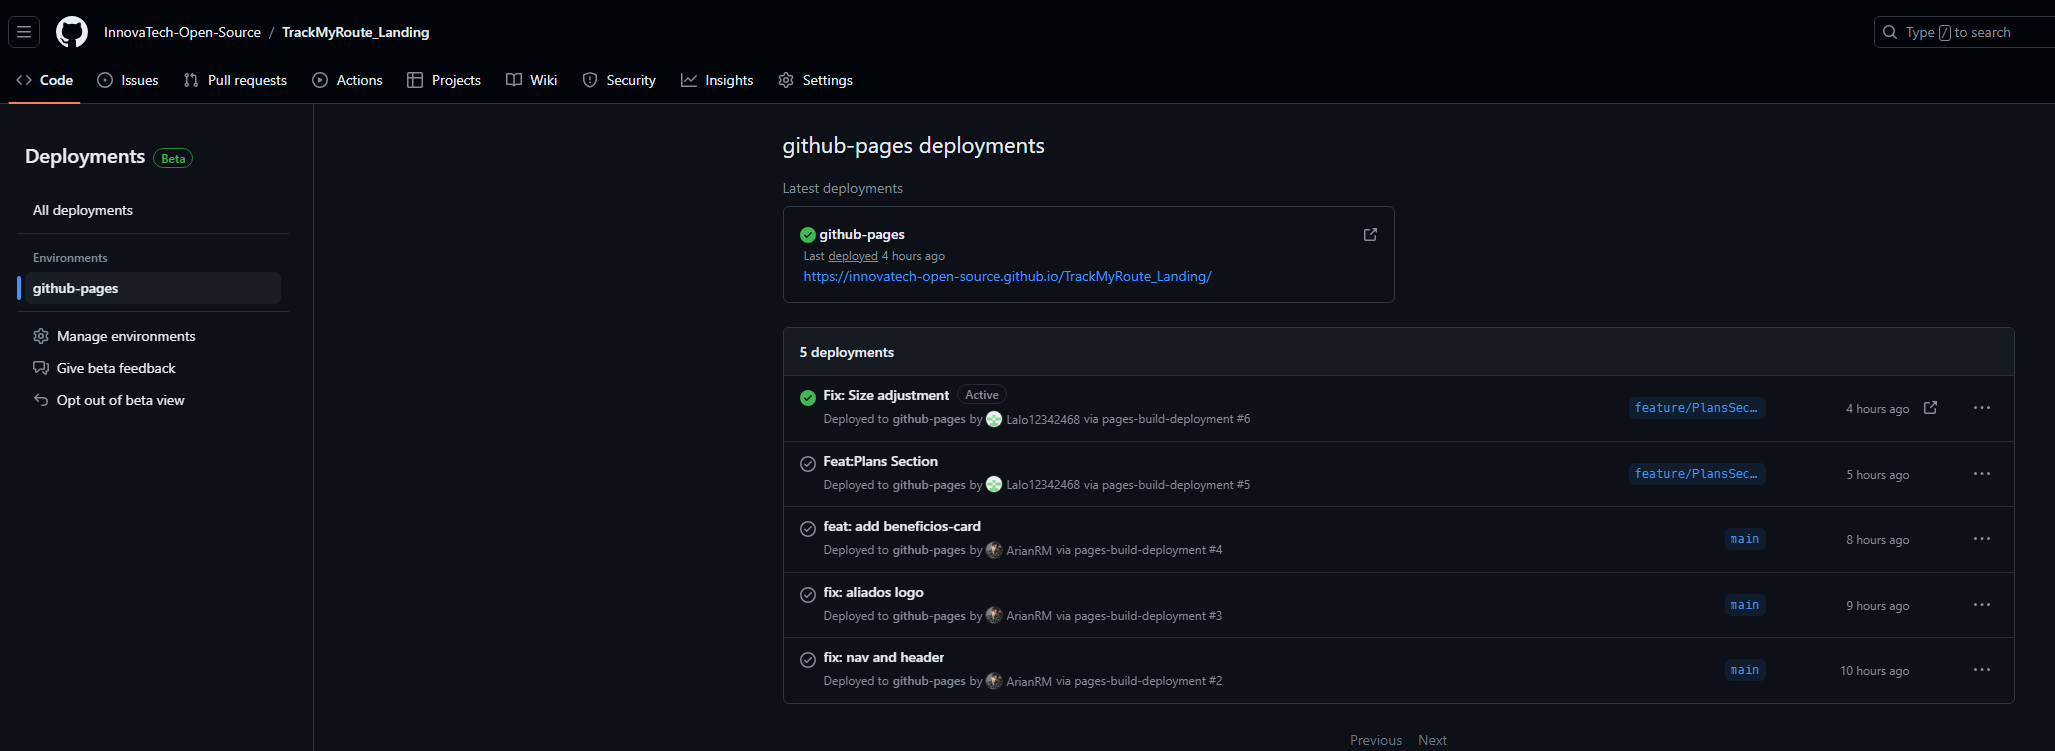 InnovaTech-Open-Source / TrackMyRoute_Landing
Type / to search
Code Issues Pull requests Actions Projects Wiki Security Insights Settings
Deployments Beta
All deployments
Environments
github-pages
Manage environments
Give beta feedback
Opt out of beta view
github-pages deployments
Latest deployments
github-pages
Last deployed 4 hours ago
https://innovatech-open-source.github.io/TrackMyRoute_Landing/
5 deployments
Fix: Size adjustment Active
Deployed to github-pages by Lalo12342468 via pages-build-deployment #6
feature/PlansSec… 4 hours ago
Feat:Plans Section
Deployed to github-pages by Lalo12342468 via pages-build-deployment #5
feature/PlansSec… 5 hours ago
feat: add beneficios-card
Deployed to github-pages by ArianRM via pages-build-deployment #4
main 8 hours ago
fix: aliados logo
Deployed to github-pages by ArianRM via pages-build-deployment #3
main 9 hours ago
fix: nav and header
Deployed to github-pages by ArianRM via pages-build-deployment #2
main 10 hours ago
Previous Next